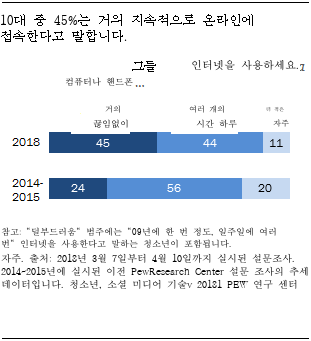 10대 중 45%는 거의 지속적으로 온라인에
접속한다고 말합니다.
그들 인터넷을 사용하세요.
컴퓨터나 핸드폰...
거의 여러 개의
끊임없이 시간 하루 자주
2018 45 44 11
2014-
2015 24 56 20
참고: "덜부드러움" 범주에는 "09년에 한 번 정도, 일주일에 여러
번" 인터넷을 사용한다고 말하는 청소년이 포함됩니다.
자주. 출처: 2018년 3월 7일부터 4월 10일까지 실시된 설문조사.
2014-2015년에 실시된 이전 PewResearch Center 설문 조사의 추세
데이터입니다. 청소년, 소셜 미디어 기술v 20181 PEW 연구 센터